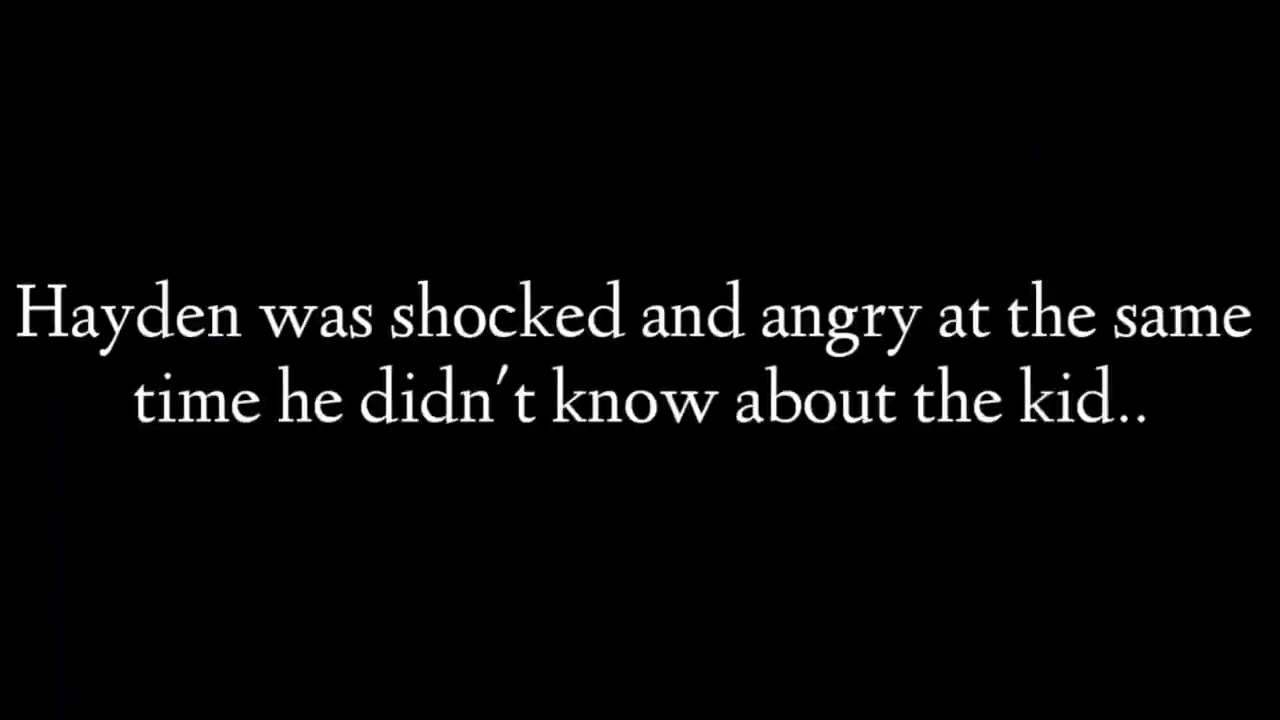 Hayden was shocked and angry at the same
time he didn't know about the kid..